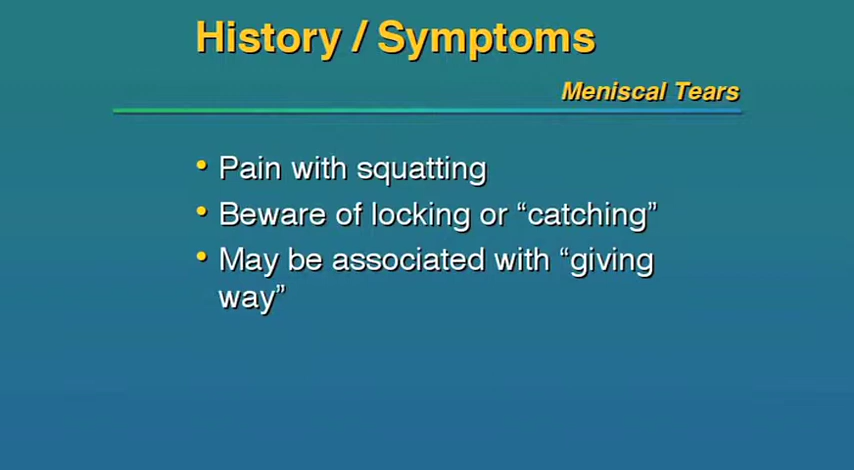 History / Symptoms
Meniscal Tears
• Pain with squatting
• Beware of locking or “catching”
• May be associated with “giving
way”